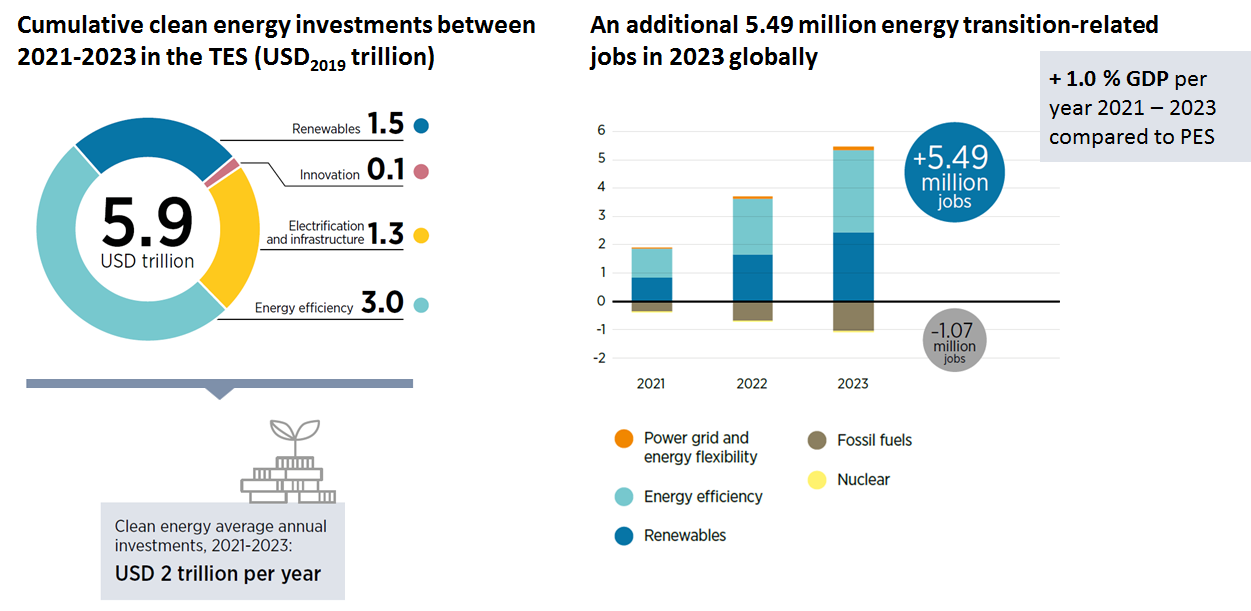 Cumulative clean energy investments between
2021-2023 in the TES (USD2019 trillion)
Renewables 1.5
Innovation 0.1
Electrification
and infrastructure 1.3
Energy efficiency 3.0
5.9
USD trillion
Clean energy average annual
investments, 2021-2023:
USD 2 trillion per year
An additional 5.49 million energy transition-related
jobs in 2023 globally
+ 1.0 % GDP per
year 2021 – 2023
compared to PES
6
5
4
3
2
1
0
-1
-2
2021
2022
2023
+5.49
million
jobs
-1.07
million
jobs
Power grid and
energy flexibility
Energy efficiency
Renewables
Fossil fuels
Nuclear